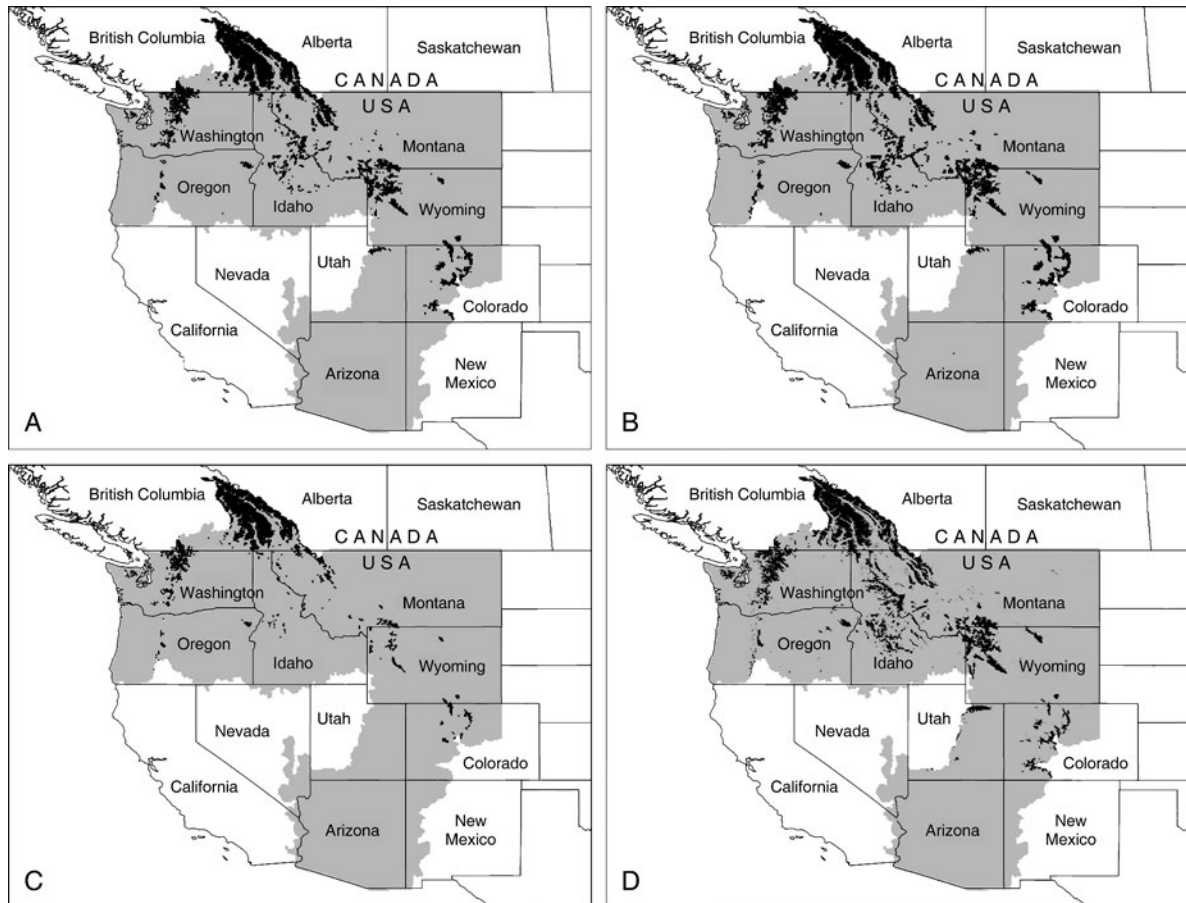 British Columbia
Alberta
Saskatchewan
CANADA
USA
Washington
Montana
Oregon
Idaho
Wyoming
Nevada
Utah
California
Colorado
Arizona
New
Mexico
A
British Columbia
Alberta
Saskatchewan
CANADA
USA
Washington
Montana
Oregon
Idaho
Wyoming
Nevada
Utah
California
Colorado
Arizona
New
Mexico
B
British Columbia
Alberta
Saskatchewan
CANADA
USA
Washington
Montana
Oregon
Idaho
Wyoming
Utah
Nevada
California
Colorado
Arizona
New
Mexico
C
British Columbia
Alberta
Saskatchewan
CANADA
USA
Washington
Montana
Oregon
Idaho
Wyoming
Utah
Nevada
California
Colorado
Arizona
New
Mexico
D